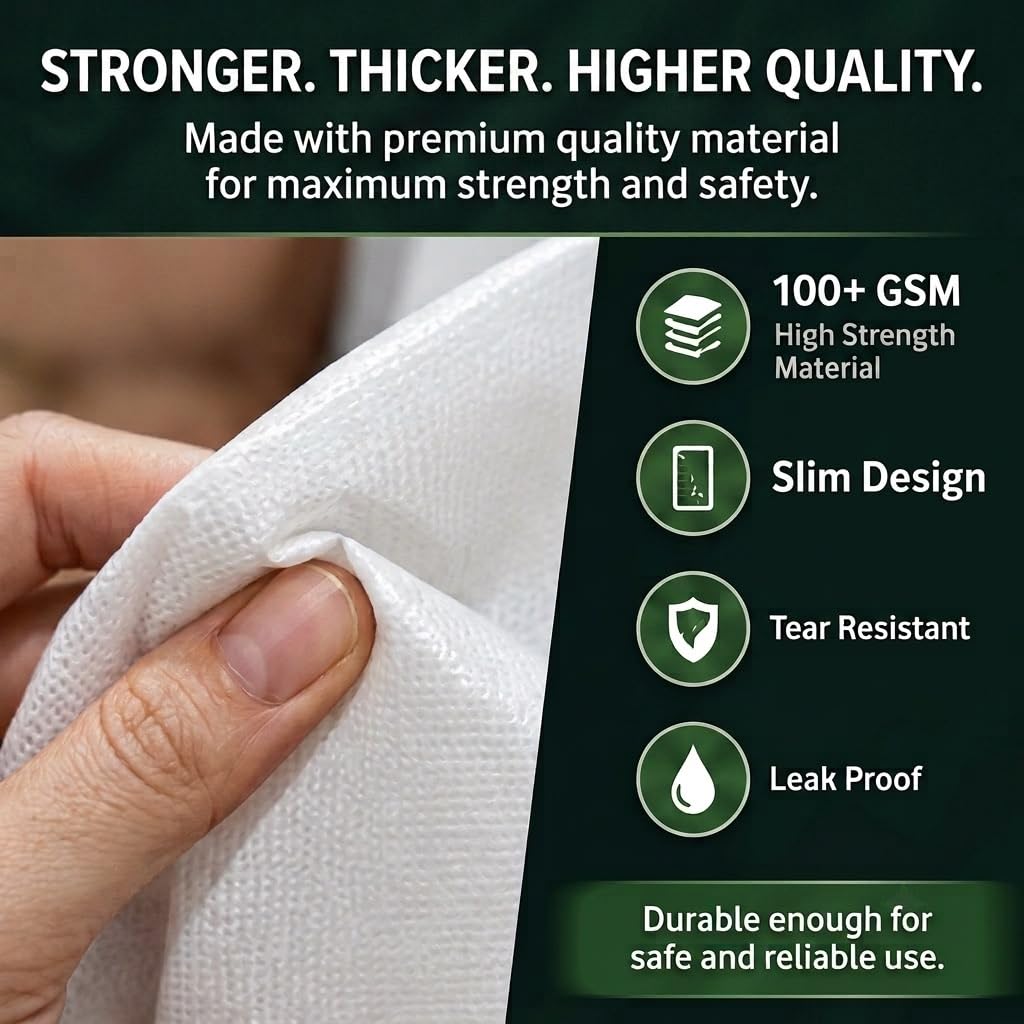 STRONGER. THICKER. HIGHER QUALITY.
Made with premium quality material
for maximum strength and safety.
100+ GSM
High Strength
Material
Slim Design
Tear Resistant
Leak Proof
Durable enough for
safe and reliable use.